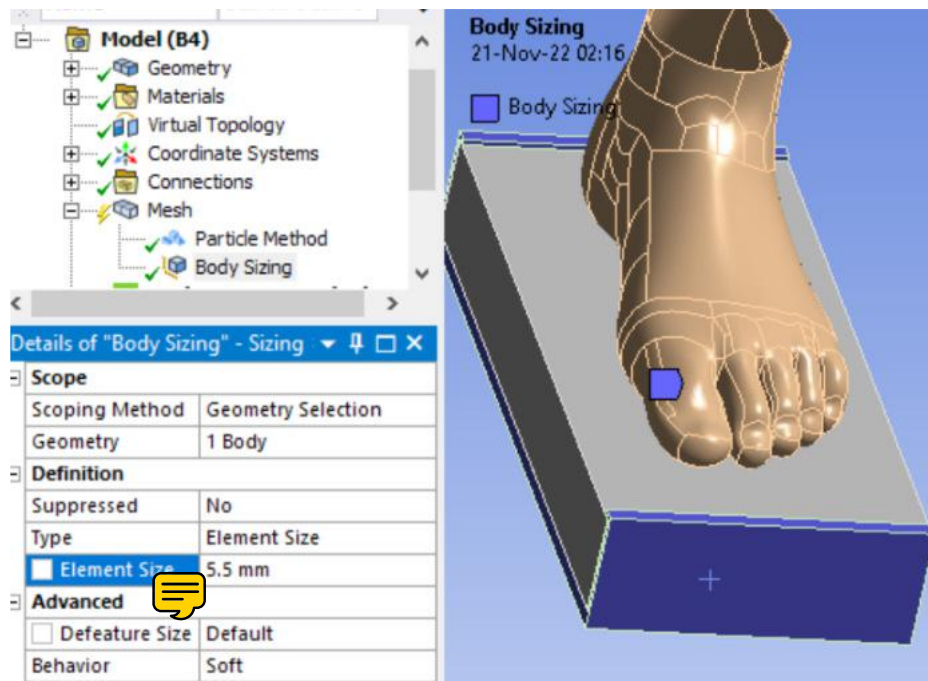 Model (B4)
Geometry
Materials
Virtual Topology
Coordinate Systems
Connections
Mesh
Particle Method
Body Sizing
Details of "Body Sizing" - Sizing
Scope
Scoping Method Geometry Selection
Geometry 1 Body
Definition
Suppressed No
Type Element Size
Element Size 5.5 mm
Advanced
Defeature Size Default
Behavior Soft
Body Sizing
21-Nov-22 02:16
Body Sizing